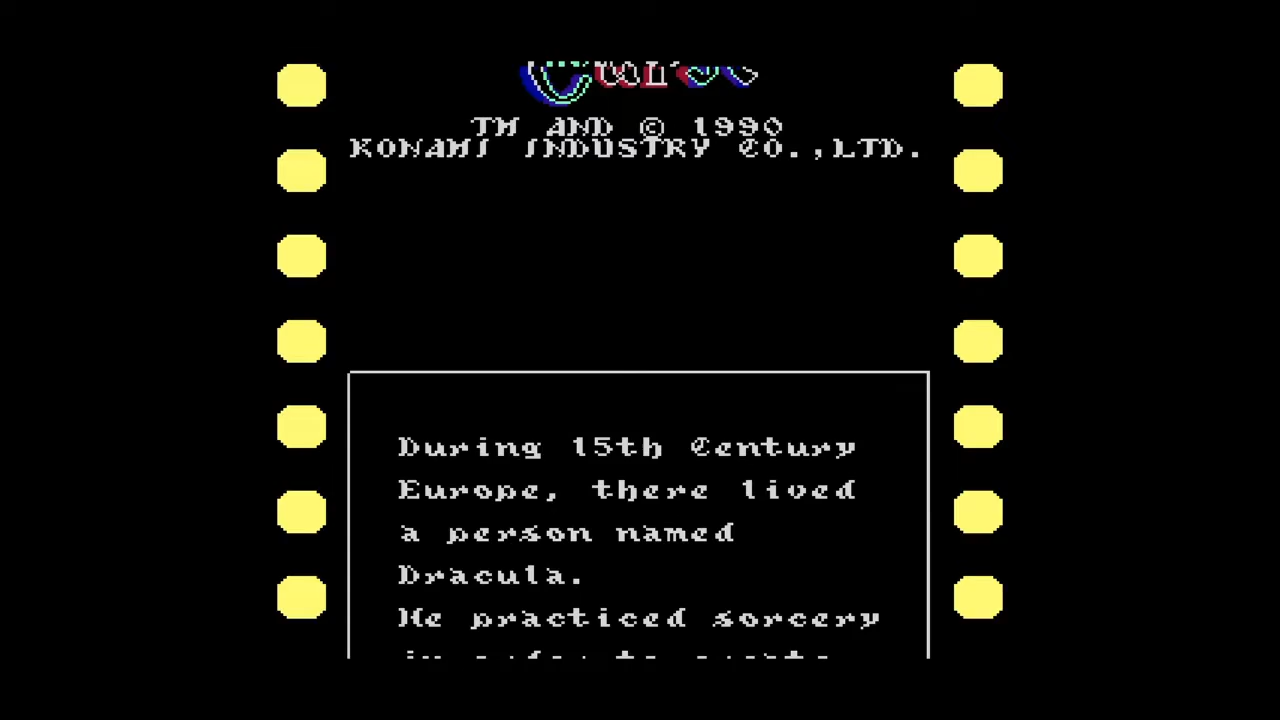 TM AND © 1990
KONAMI INDUSTRY CO.,LTD.
During 15th Century
Europe, there lived
a person named
Dracula.
He practiced sorcery